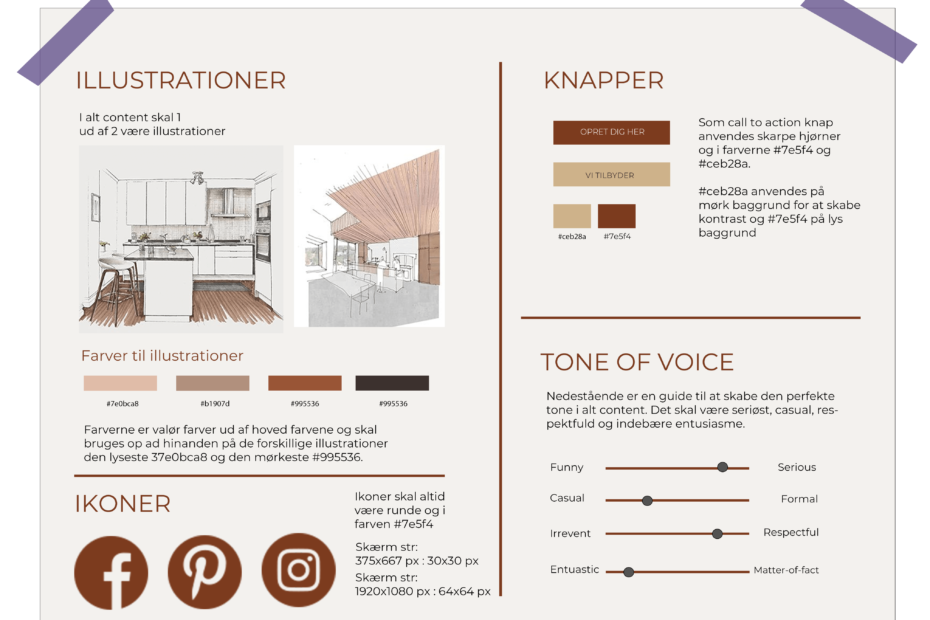 ILLUSTRATIONER
I alt content skal 1
ud af 2 være illustrationer
Farver til illustrationer
#7e0bca8
#b1907d
#995536
#995536
Farverne er valør farver ud af hoved farvene og skal
bruges op ad hinanden på de forskillige illustrationer
den lyseste 37e0bca8 og den mørkeste #995536.
IKONER
Ikoner skal altid
være runde og i
farven #7e5f4
Skærm str:
375x667 px : 30x30 px
Skærm str:
1920x1080 px : 64x64 px
KNAPPER
OPRET DIG HER
VI TILBYDER
#ceb28a
#7e5f4
Som call to action knap
anvendes skarpe hjørner
og i farverne #7e5f4 og
#ceb28a.
#ceb28a anvendes på
mørk baggrund for at skabe
kontrast og #7e5f4 på lys
baggrund
TONE OF VOICE
Nedestående er en guide til at skabe den perfekte
tone i alt content. Det skal være seriøst, casual, res-
pektfuld og indebære entusiasme.
Funny Serious
Casual Formal
Irrevent Respectful
Entuastic Matter-of-fact